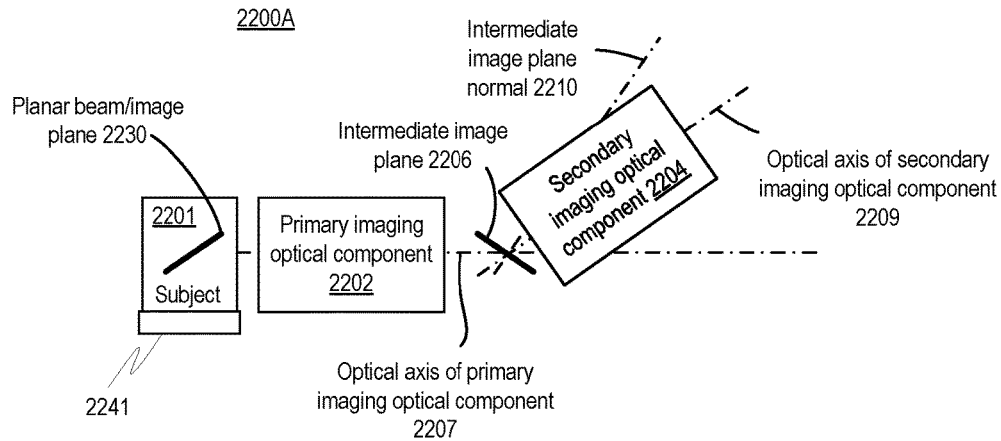 2200A
Intermediate
image plane
normal 2210
Planar beam/image
plane 2230
Intermediate image
plane 2206
Secondary
imaging optical
component 2204
Optical axis of secondary
imaging optical component
2209
2201
Subject
Primary imaging
optical component
2202
Optical axis of primary
imaging optical component
2207
2241